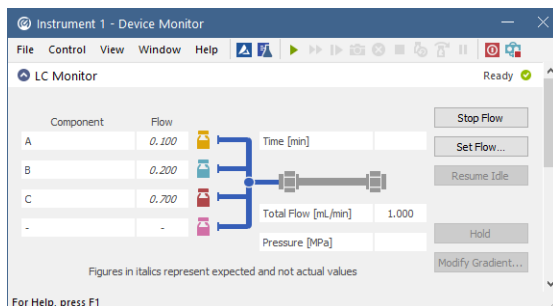 Instrument 1 - Device Monitor
File Control View Window Help
LC Monitor Ready
Component Flow Stop Flow
A 0.100 Time [min] Set Flow...
B 0.200 Resume Idle
C 0.700
Total Flow [mL/min] 1.000
- - Hold
Pressure [MPa]
Modify Gradient...
Figures in italics represent expected and not actual values
For Help, press F1